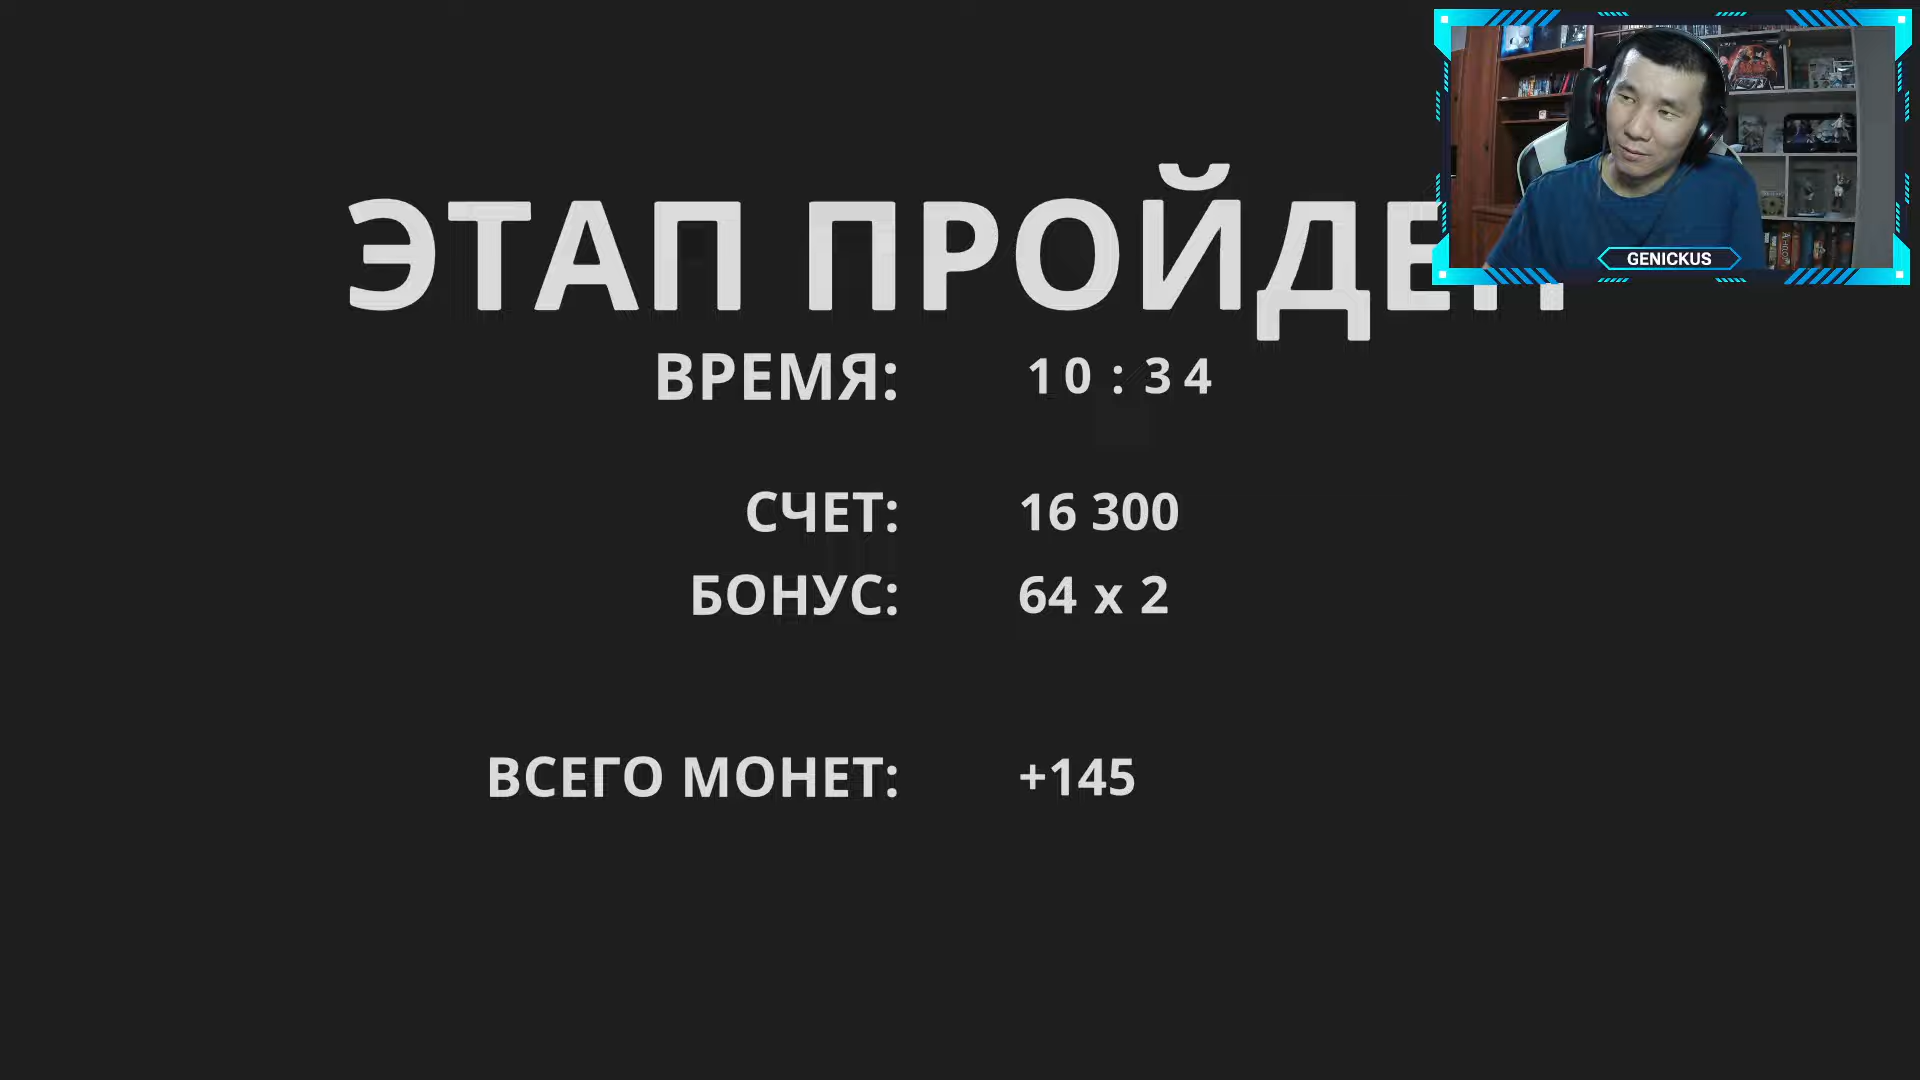 ЭТАП ПРОЙДЕН
GENICKUS
ВРЕМЯ: 10:34
СЧЕТ: 16 300
БОНУС: 64 x 2
ВСЕГО МОНЕТ: +145